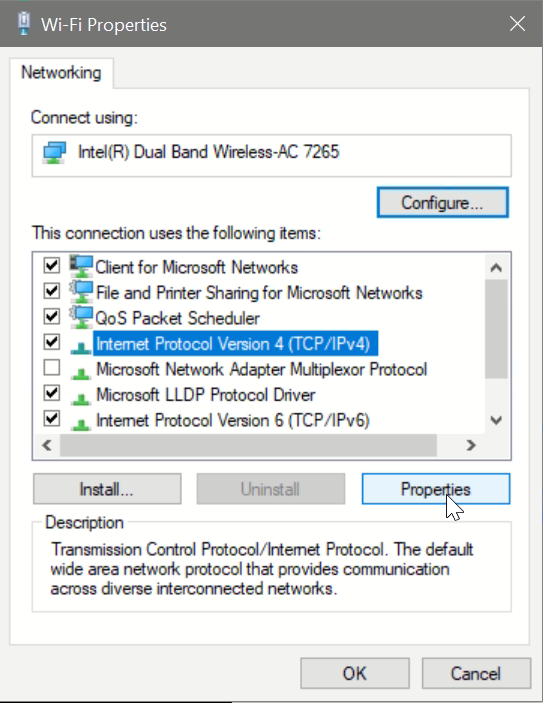 Wi-Fi Properties
Networking
Connect using:
Intel(R) Dual Band Wireless-AC 7265
Configure...
This connection uses the following items:
Client for Microsoft Networks
File and Printer Sharing for Microsoft Networks
QoS Packet Scheduler
Internet Protocol Version 4 (TCP/IPv4)
Microsoft Network Adapter Multiplexor Protocol
Microsoft LLDP Protocol Driver
Internet Protocol Version 6 (TCP/IPv6)
Install... Uninstall Properties
Description
Transmission Control Protocol/Internet Protocol. The default
wide area network protocol that provides communication
across diverse interconnected networks.
OK Cancel